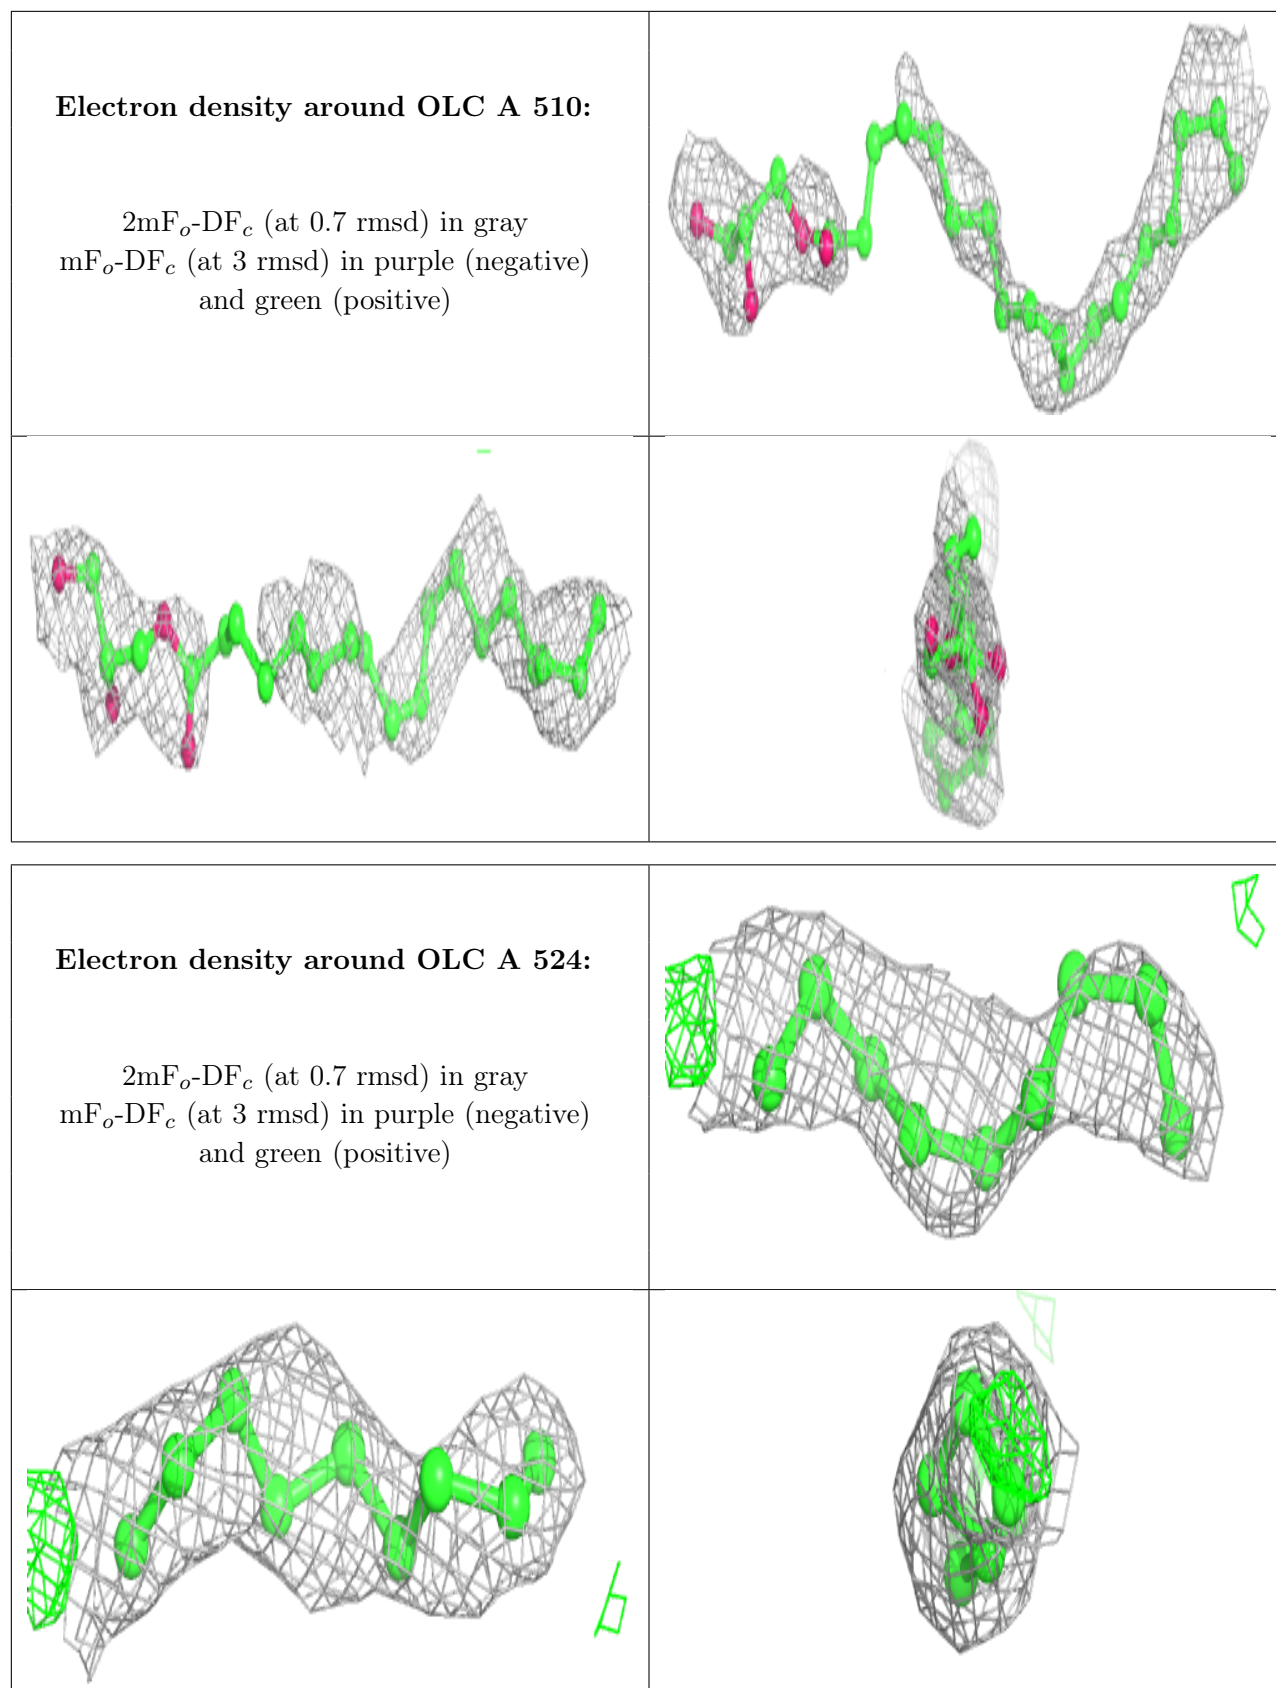 Electron density around OLC A 510:
2mFo-DFc (at 0.7 rmsd) in gray
mFo-DFc (at 3 rmsd) in purple (negative)
and green (positive)
Electron density around OLC A 524:
2mFo-DFc (at 0.7 rmsd) in gray
mFo-DFc (at 3 rmsd) in purple (negative)
and green (positive)